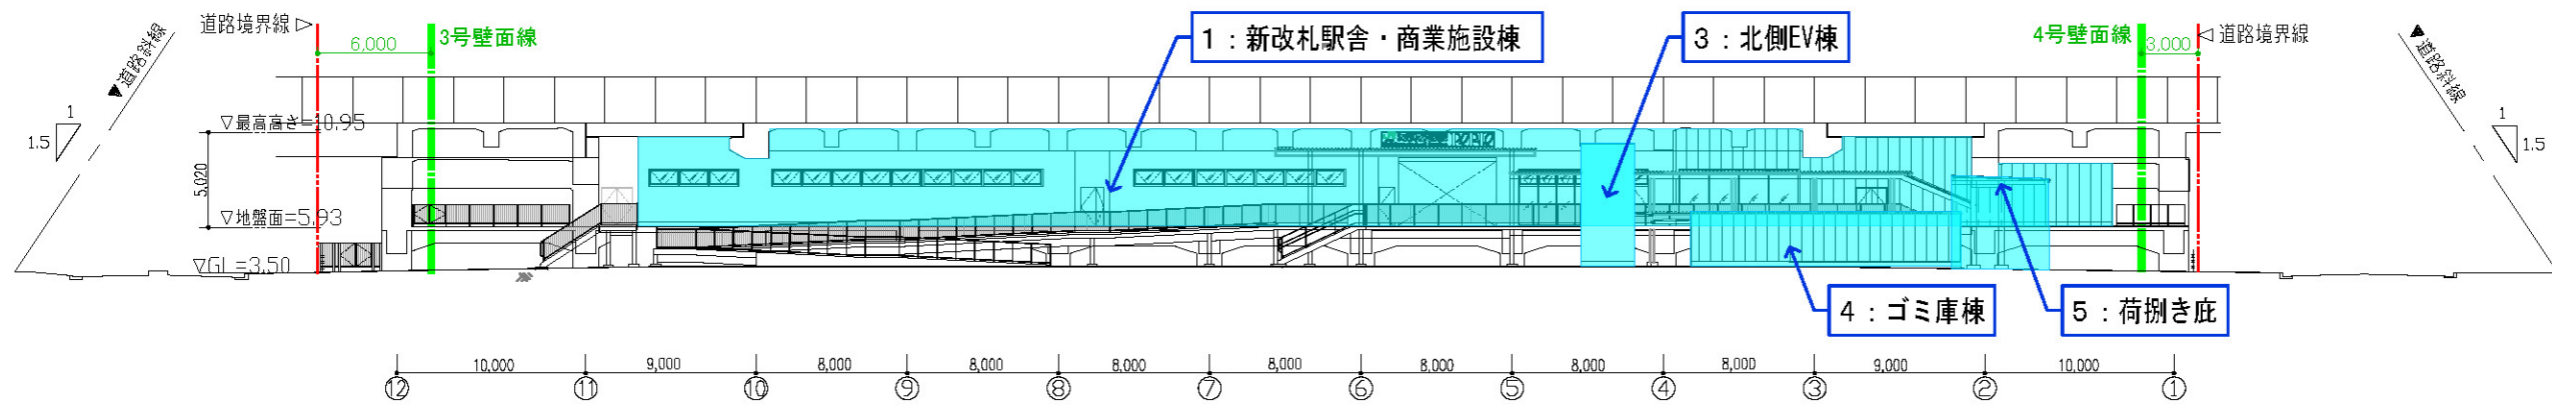 道路境界線 ▷
6,000
3号壁面線
1：新改札駅舎・商業施設棟
3：北側EV棟
4号壁面線
3,000
◁ 道路境界線
▼道路斜線
▼道路斜線
1
1.5
1
1.5
▽最高高さ=10.95
5,020
▽地盤面=5.93
▽GL=3.50
4：ゴミ庫棟
5：荷捌き庇
10,000 9,000 8,000 8,000 8,000 8,000 8,000 8,000 8,000 9,000 10,000
⑫ ⑪ ⑩ ⑨ ⑧ ⑦ ⑥ ⑤ ④ ③ ② ①